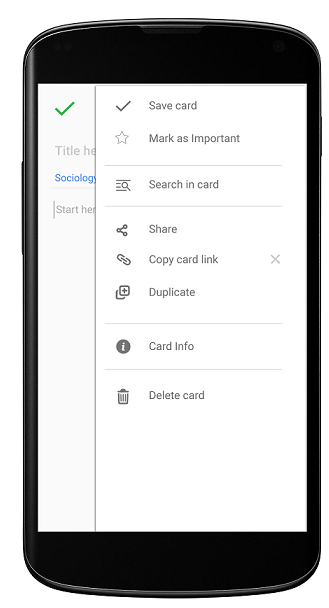 Save card
Mark as Important
Title he
Sociology
Search in card
Start her
Share
Copy card link
Duplicate
Card Info
Delete card